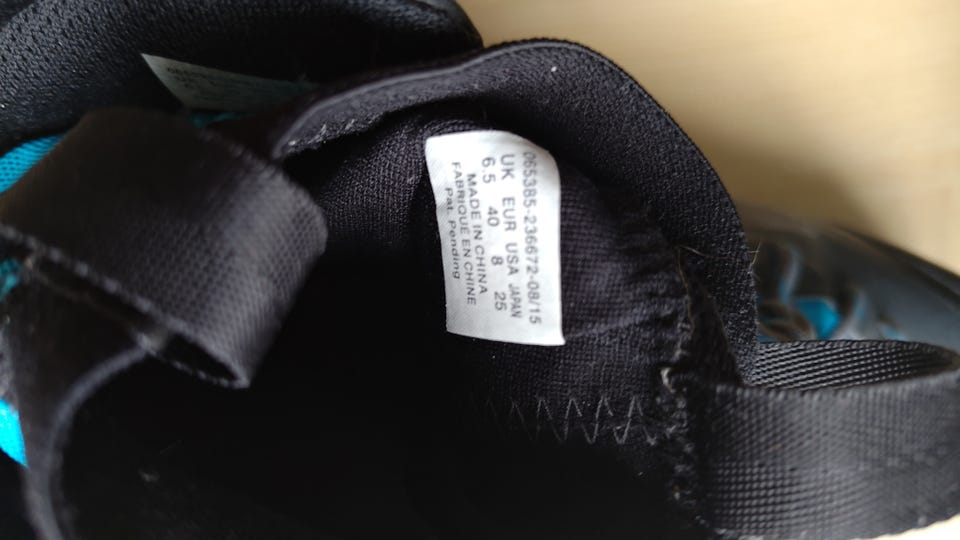 065385-236672-08/15
UK EUR USA JAPAN
6.5 40 8 25
MADE IN CHINA
FABRIQUE EN CHINE
Pat. Pending